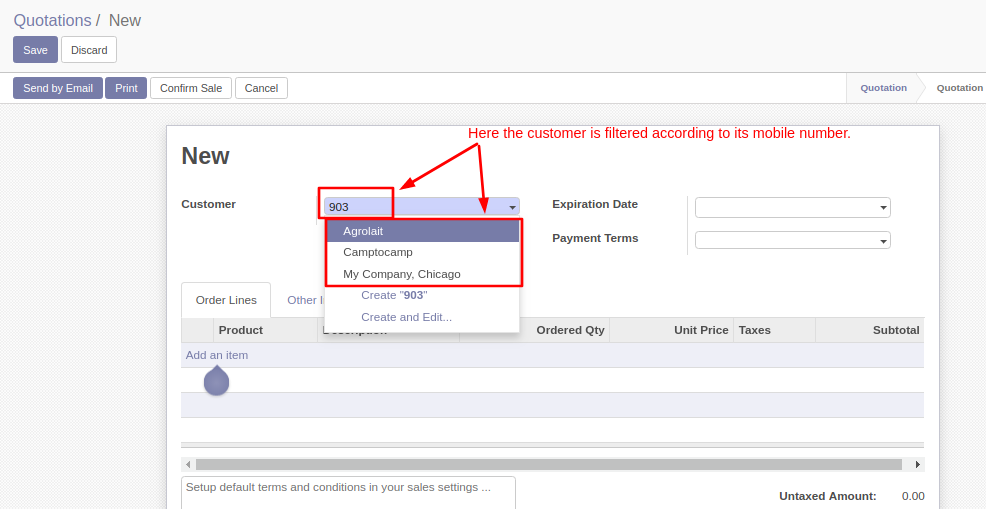 Quotations / New
Save Discard
Send by Email Print Confirm Sale Cancel Quotation Quotation
Here the customer is filtered according to its mobile number.
New
Customer 903 Expiration Date
Agrolait
Payment Terms
Camptocamp
My Company, Chicago
Create "903"
Order Lines Other
Create and Edit...
Product Ordered Qty Unit Price Taxes Subtotal
Add an item
Setup default terms and conditions in your sales settings ...
Untaxed Amount: 0.00